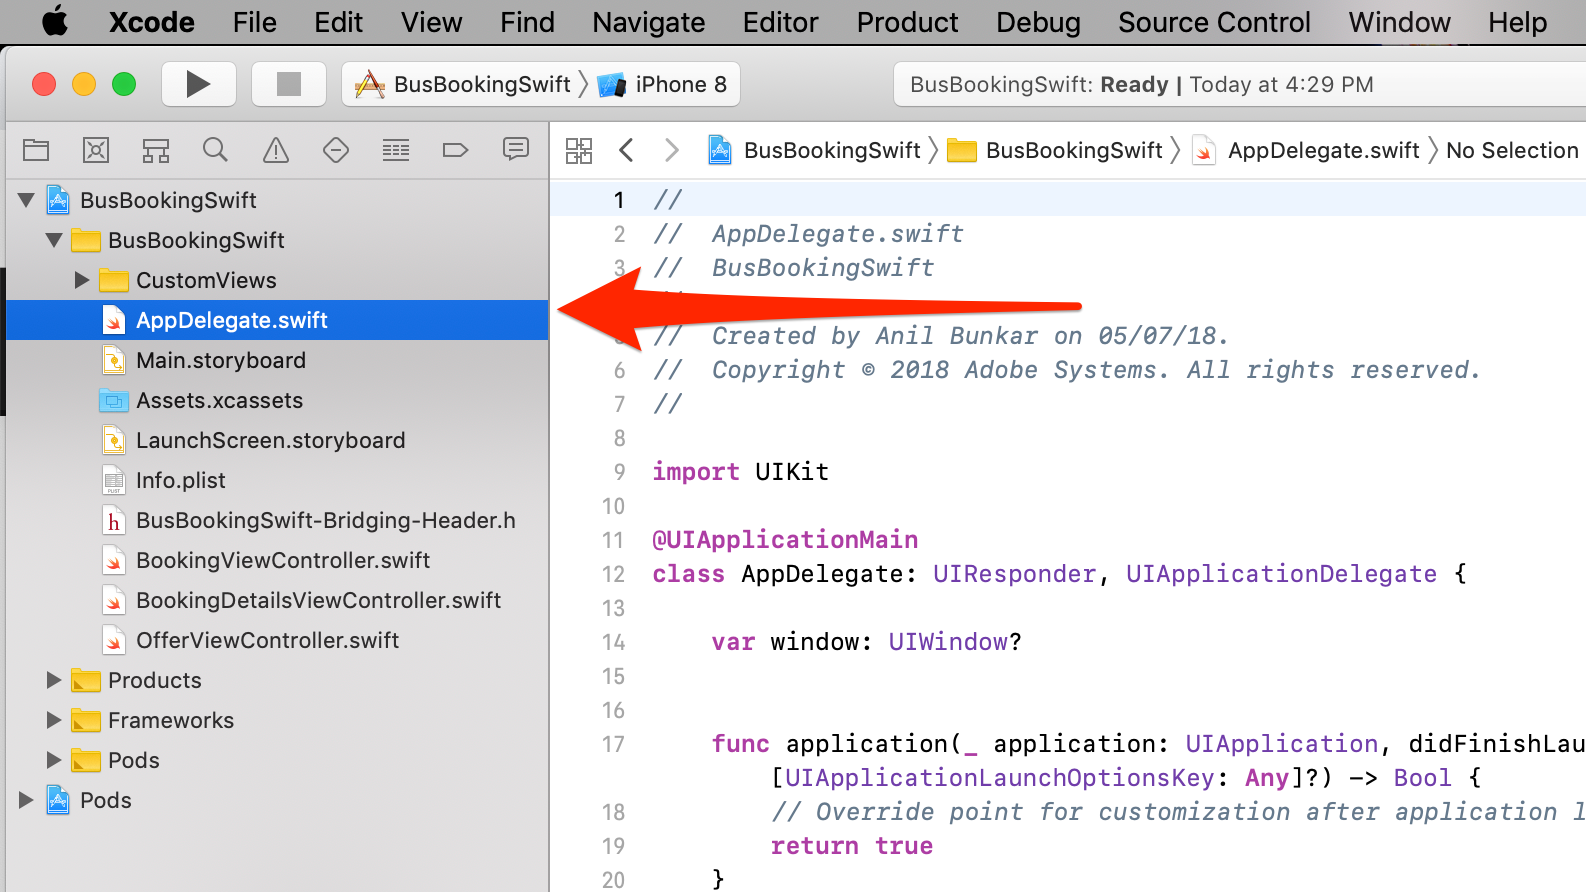 Xcode File Edit View Find Navigate Editor Product Debug Source Control Window Help
BusBookingSwift iPhone 8 BusBookingSwift: Ready | Today at 4:29 PM
BusBookingSwift BusBookingSwift AppDelegate.swift No Selection
BusBookingSwift
BusBookingSwift
CustomViews
AppDelegate.swift
Main.storyboard
Assets.xcassets
LaunchScreen.storyboard
Info.plist
BusBookingSwift-Bridging-Header.h
BookingViewController.swift
BookingDetailsViewController.swift
OfferViewController.swift
Products
Frameworks
Pods
Pods
1 //
2 // AppDelegate.swift
3 // BusBookingSwift
// Created by Anil Bunkar on 05/07/18.
6 // Copyright © 2018 Adobe Systems. All rights reserved.
7 //
8
9 import UIKit
10
11 @UIApplicationMain
12 class AppDelegate: UIResponder, UIApplicationDelegate {
13
14 var window: UIWindow?
15
16
17 func application(_ application: UIApplication, didFinishLau
[UIApplicationLaunchOptionsKey: Any]?) -> Bool {
18 // Override point for customization after application l
19 return true
20 }